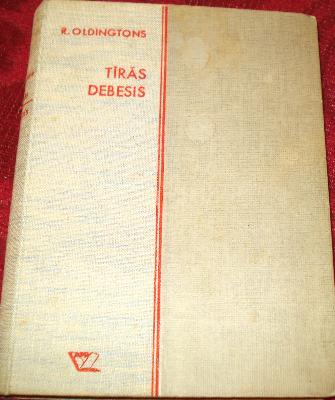 R. OLDINGTONS
TĪRĀS
DEBESIS